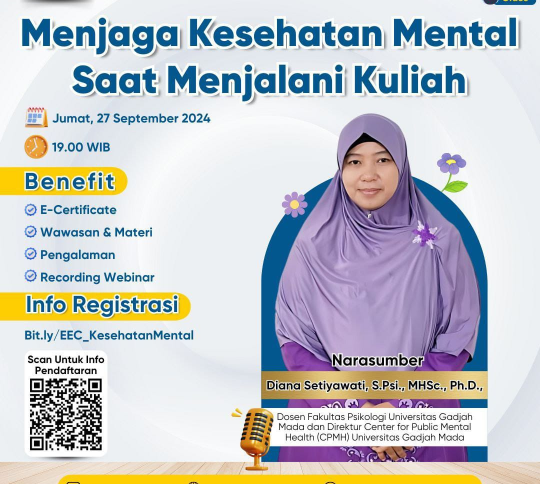 Menjaga Kesehatan Mental
Saat Menjalani Kuliah
Jumat, 27 September 2024
19.00 WIB
Benefit
E-Certificate
Wawasan & Materi
Pengalaman
Recording Webinar
Info Registrasi
Bit.ly/EEC_KesehatanMental
Scan Untuk Info
Pendaftaran
Narasumber
Diana Setiyawati, S.Psi., MHSc., Ph.D.,
Dosen Fakultas Psikologi Universitas Gadjah
Mada dan Direktur Center for Public Mental
Health (CPMH) Universitas Gadjah Mada